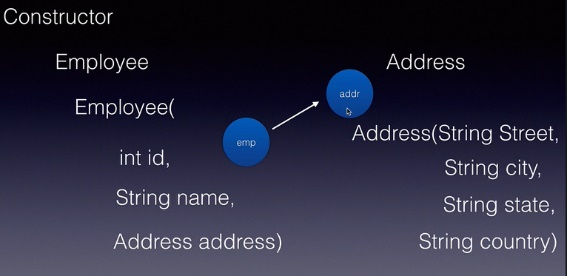 Constructor
Employee
Address
Employee(
int id,
String name,
Address address)
emp
addr
Address(String Street,
String city,
String state,
String country)